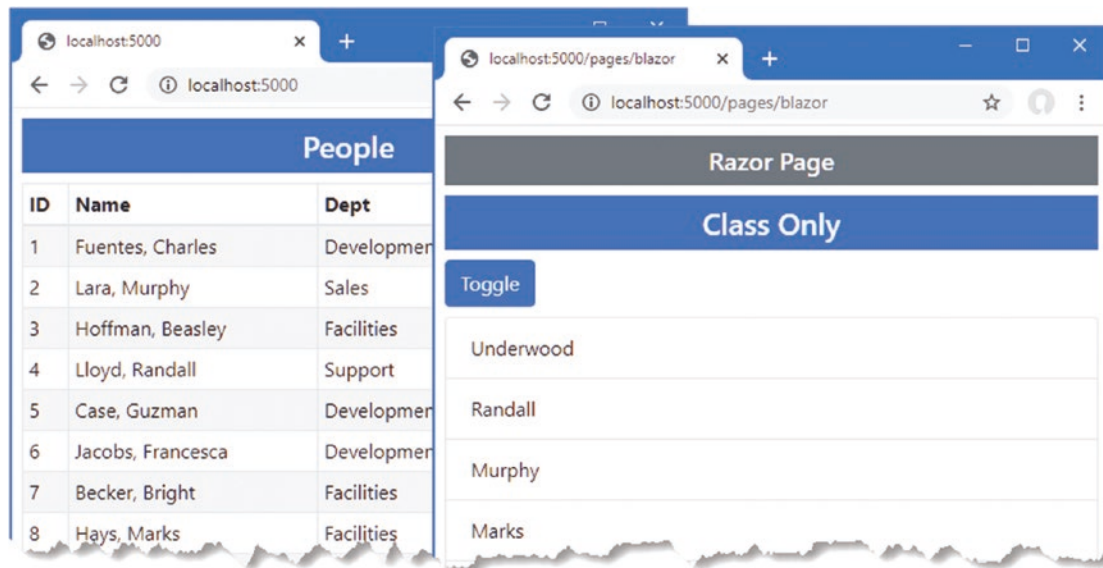 localhost:5000
localhost:5000
People
ID Name Dept
1 Fuentes, Charles
2 Lara, Murphy Sales
3 Hoffman, Beasley Facilities
4 Lloyd, Randall Support
5 Case, Guzman
6 Jacobs, Francesca
7 Becker, Bright Facilities
8 Hays, Marks Facilities
localhost:5000/pages/blazor
localhost:5000/pages/blazor
Razor Page
Class Only
Toggle
Underwood
Randall
Murphy
Marks